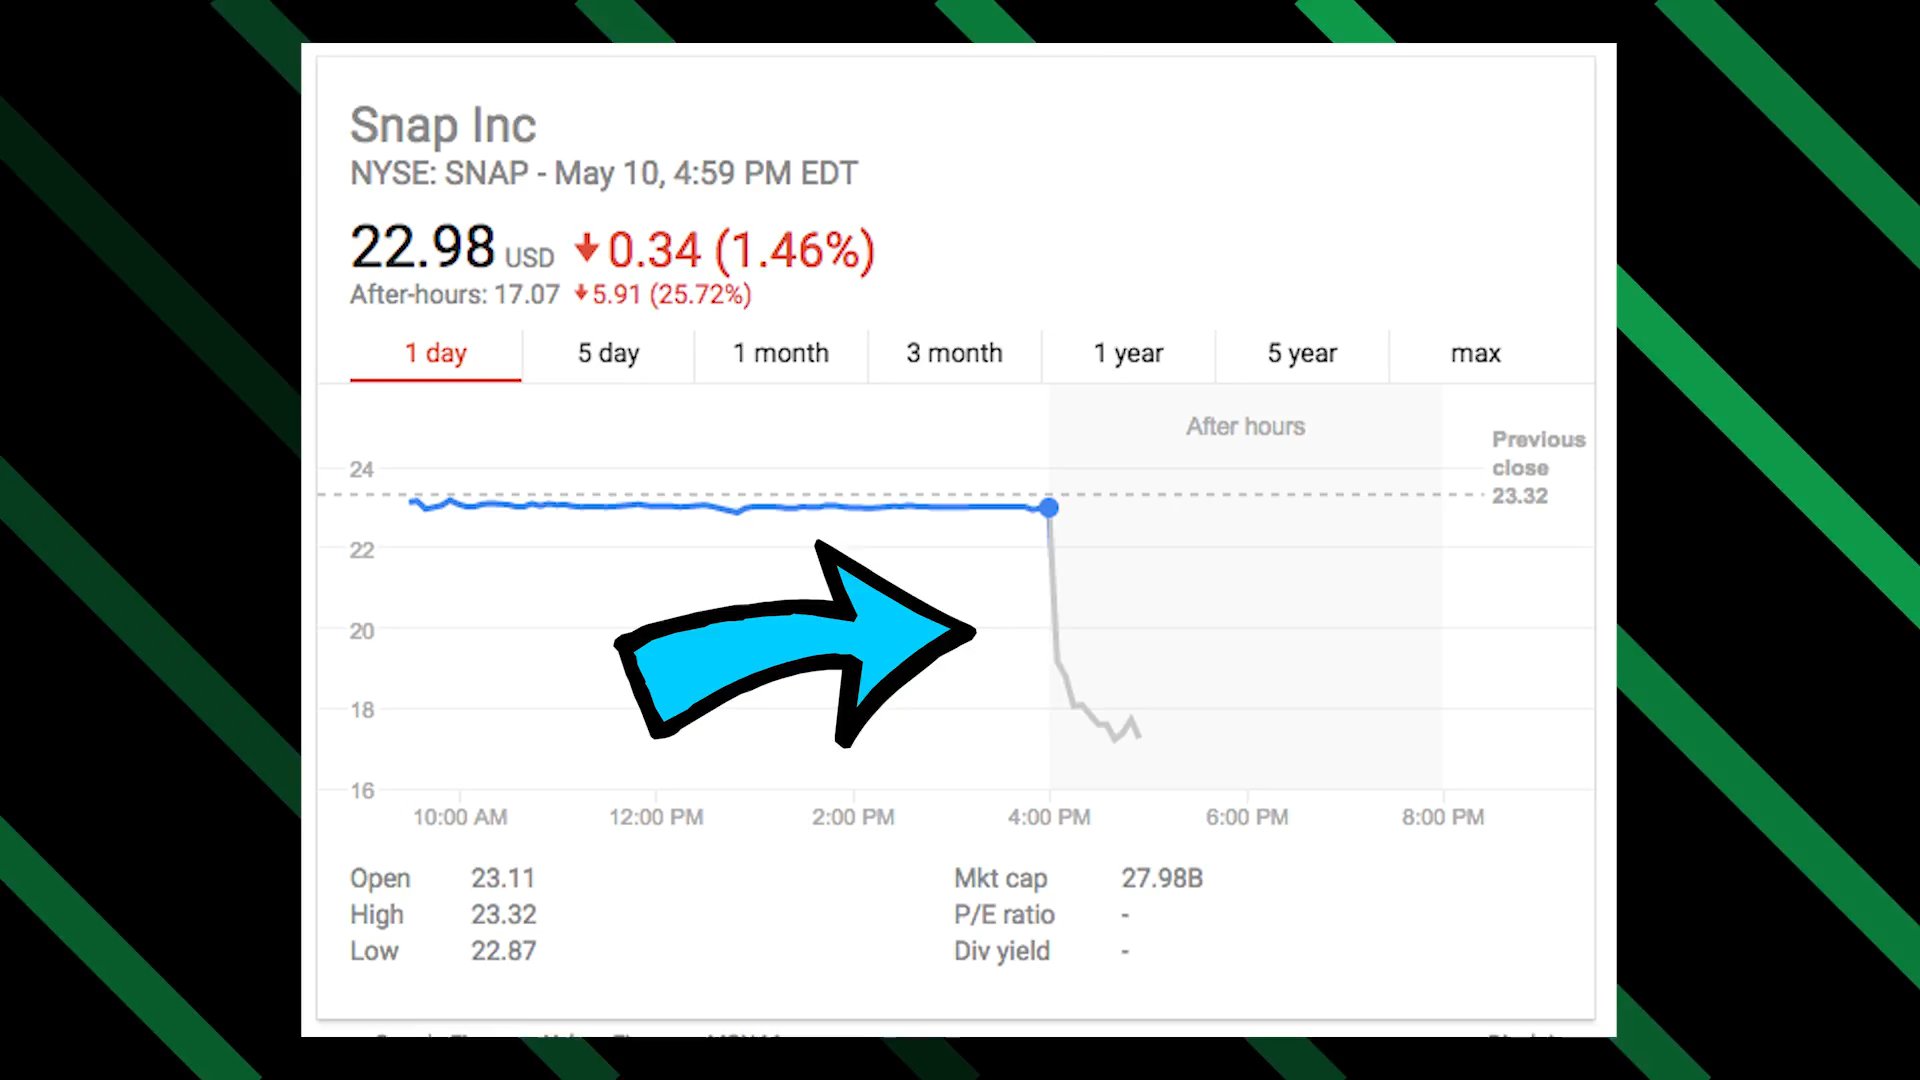 Snap Inc
NYSE: SNAP - May 10, 4:59 PM EDT
22.98 USD 0.34 (1.46%)
After-hours: 17.07 5.91 (25.72%)
1 day 5 day 1 month 3 month 1 year 5 year max
After hours
Previous
close
23.32
24
22
20
18
16
10:00 AM 12:00 PM 2:00 PM 4:00 PM 6:00 PM 8:00 PM
Open 23.11 Mkt cap 27.98B
High 23.32 P/E ratio -
Low 22.87 Div yield -